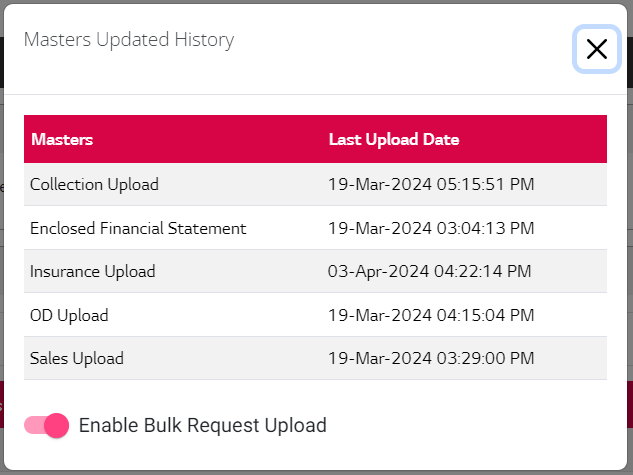 Masters Updated History
Masters Last Upload Date
Collection Upload 19-Mar-2024 05:15:51 PM
Enclosed Financial Statement 19-Mar-2024 03:04:13 PM
Insurance Upload 03-Apr-2024 04:22:14 PM
OD Upload 19-Mar-2024 04:15:04 PM
Sales Upload 19-Mar-2024 03:29:00 PM
Enable Bulk Request Upload